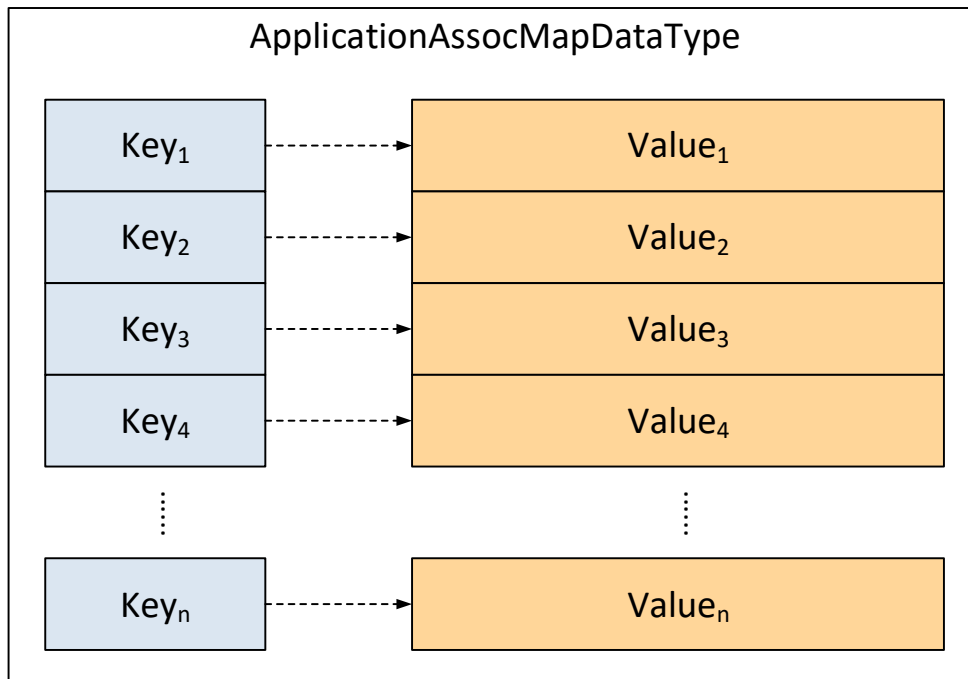 ApplicationAssocMapDataType
Key₁ Value₁
Key₂ Value₂
Key₃ Value₃
Key₄ Value₄
Keyₙ Valueₙ